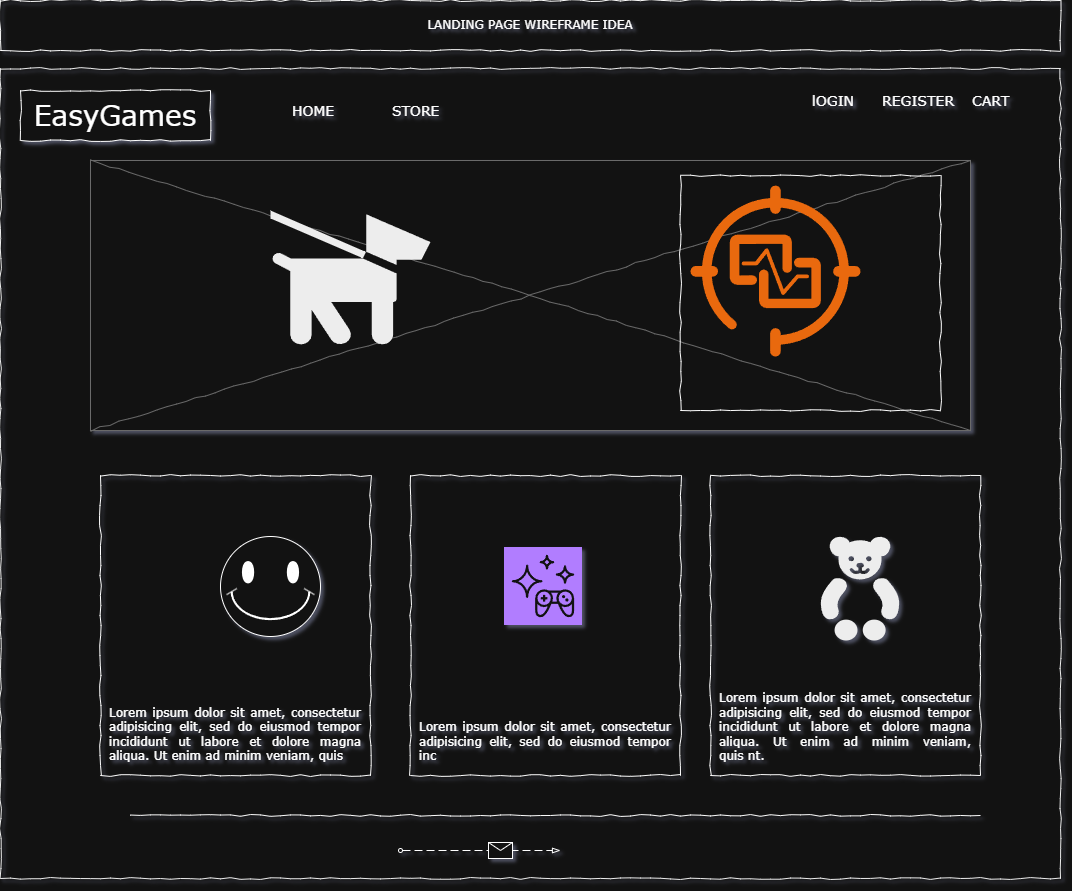 LANDING PAGE WIREFRAME IDEA
EasyGames
HOME STORE
lOGIN REGISTER CART
Lorem ipsum dolor sit amet, consectetur
adipisicing elit, sed do eiusmod tempor
incididunt ut labore et dolore magna
aliqua. Ut enim ad minim veniam, quis
Lorem ipsum dolor sit amet, consectetur
adipisicing elit, sed do eiusmod tempor
inc
Lorem ipsum dolor sit amet, consectetur
adipisicing elit, sed do eiusmod tempor
incididunt ut labore et dolore magna
aliqua. Ut enim ad minim veniam,
quis nt.